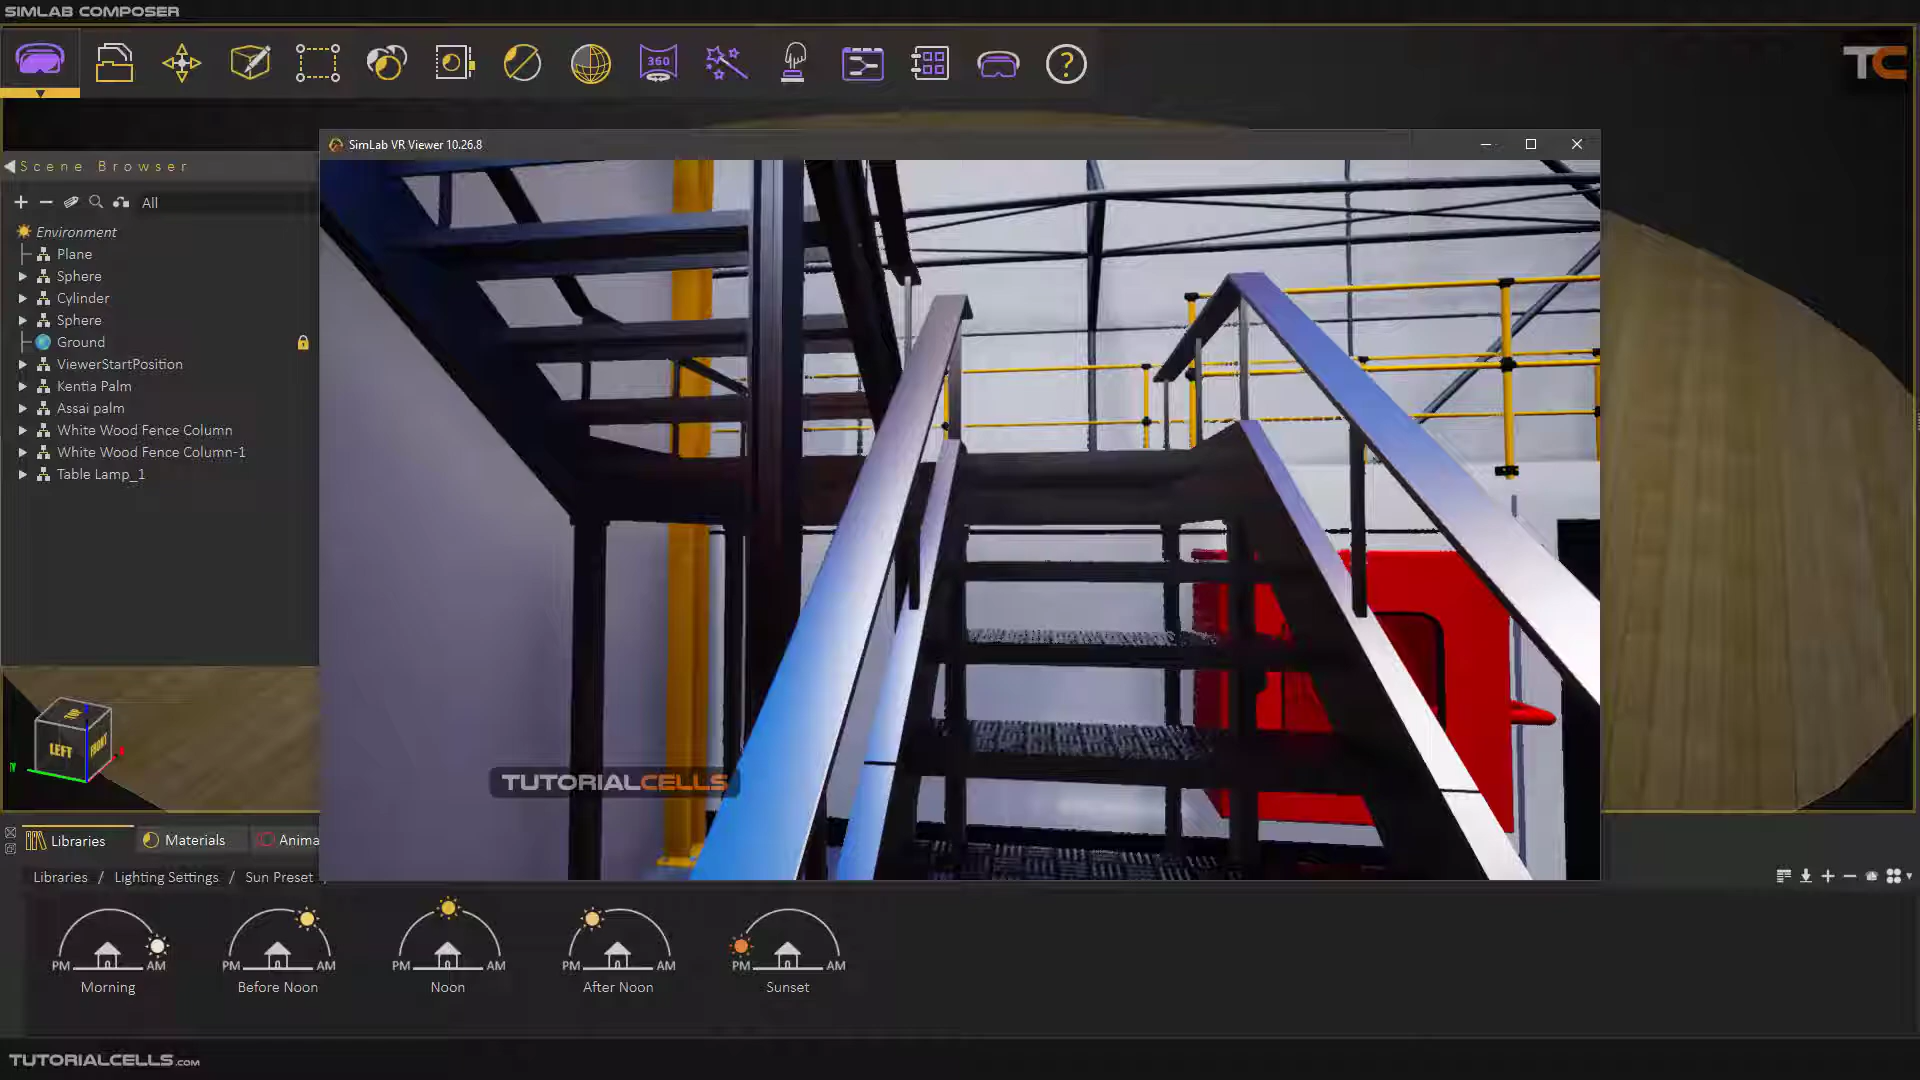 SIMLAB COMPOSER
360
TC
SimLab VR Viewer 10.26.8
Scene Browser
All
Environment
Plane
Sphere
Cylinder
Sphere
Ground
ViewerStartPosition
Kentia Palm
Assai palm
White Wood Fence Column
White Wood Fence Column-1
Table Lamp_1
TOP
LEFT
FRONT
TUTORIALCELLS
Libraries
Materials
Anima
Libraries / Lighting Settings / Sun Preset
PM AM
PM AM
PM AM
PM AM
PM AM
Morning
Before Noon
Noon
After Noon
Sunset
TUTORIALCELLS.COM